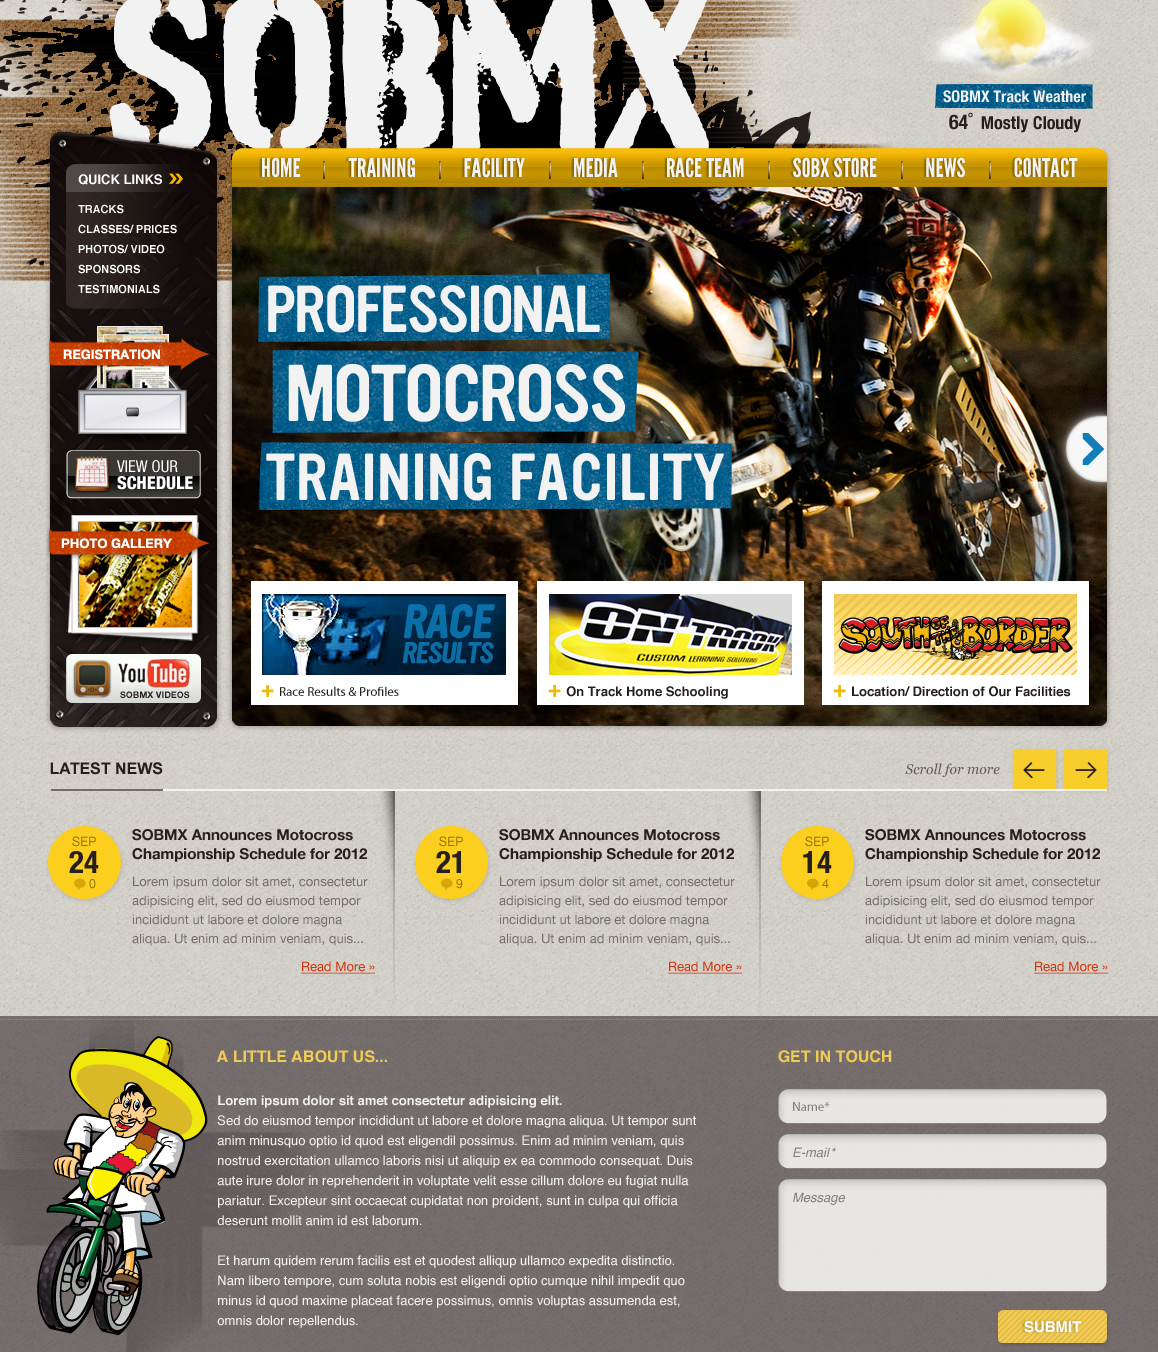 SOBMX
SOBMX Track Weather
64° Mostly Cloudy
HOME
TRAINING
FACILITY
MEDIA
RACE TEAM
SOBX STORE
NEWS
CONTACT
QUICK LINKS »
TRACKS
CLASSES/ PRICES
PHOTOS/ VIDEO
SPONSORS
TESTIMONIALS
REGISTRATION
VIEW OUR
SCHEDULE
PHOTO GALLERY
YouTube
SOBMX VIDEOS
PROFESSIONAL
MOTOCROSS
TRAINING FACILITY
#1
RACE
RESULTS
+ Race Results & Profiles
ON TRACK
CUSTOM LEARNING SOLUTIONS
+ On Track Home Schooling
SOUTH OF THE BORDER
+ Location/ Direction of Our Facilities
LATEST NEWS
Scroll for more
SEP
24
0
SOBMX Announces Motocross
Championship Schedule for 2012
Lorem ipsum dolor sit amet, consectetur
adipisicing elit, sed do eiusmod tempor
incididunt ut labore et dolore magna
aliqua. Ut enim ad minim veniam, quis...
Read More »
SEP
21
9
SOBMX Announces Motocross
Championship Schedule for 2012
Lorem ipsum dolor sit amet, consectetur
adipisicing elit, sed do eiusmod tempor
incididunt ut labore et dolore magna
aliqua. Ut enim ad minim veniam, quis...
Read More »
SEP
14
4
SOBMX Announces Motocross
Championship Schedule for 2012
Lorem ipsum dolor sit amet, consectetur
adipisicing elit, sed do eiusmod tempor
incididunt ut labore et dolore magna
aliqua. Ut enim ad minim veniam, quis...
Read More »
A LITTLE ABOUT US...
Lorem ipsum dolor sit amet consectetur adipisicing elit.
Sed do eiusmod tempor incididunt ut labore et dolore magna aliqua. Ut tempor sunt
anim minusquo optio id quod est eligendil possimus. Enim ad minim veniam, quis
nostrud exercitation ullamco laboris nisi ut aliquip ex ea commodo consequat. Duis
aute irure dolor in reprehenderit in voluptate velit esse cillum dolore eu fugiat nulla
pariatur. Excepteur sint occaecat cupidatat non proident, sunt in culpa qui officia
deserunt mollit anim id est laborum.
Et harum quidem rerum facilis est et quodest alliqup ullamco expedita distinctio.
Nam libero tempore, cum soluta nobis est eligendi optio cumque nihil impedit quo
minus id quod maxime placeat facere possimus, omnis voluptas assumenda est,
omnis dolor repellendus.
GET IN TOUCH
Name*
E-mail*
Message
SUBMIT